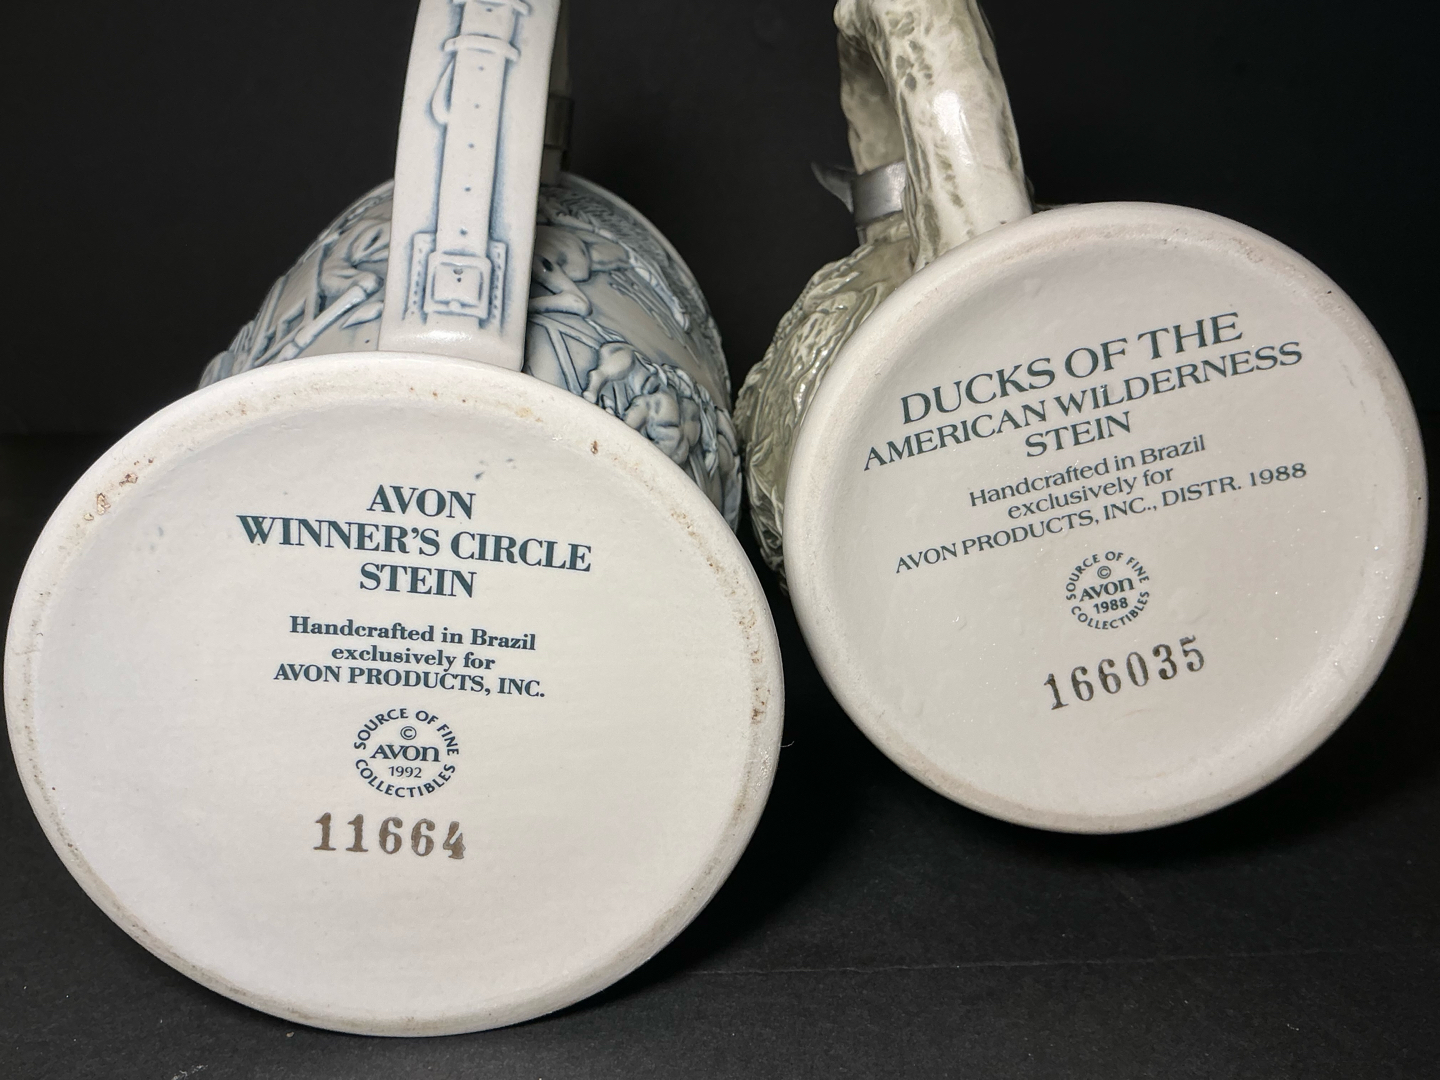 AVON
WINNER'S CIRCLE
STEIN
Handcrafted in Brazil
exclusively for
AVON PRODUCTS, INC.
SOURCE OF FINE
©
AVON
1992
COLLECTIBLES
11664
DUCKS OF THE
AMERICAN WILDERNESS
STEIN
Handcrafted in Brazil
exclusively for
AVON PRODUCTS, INC., DISTR. 1988
SOURCE OF FINE
©
AVON
1988
COLLECTIBLES
166035